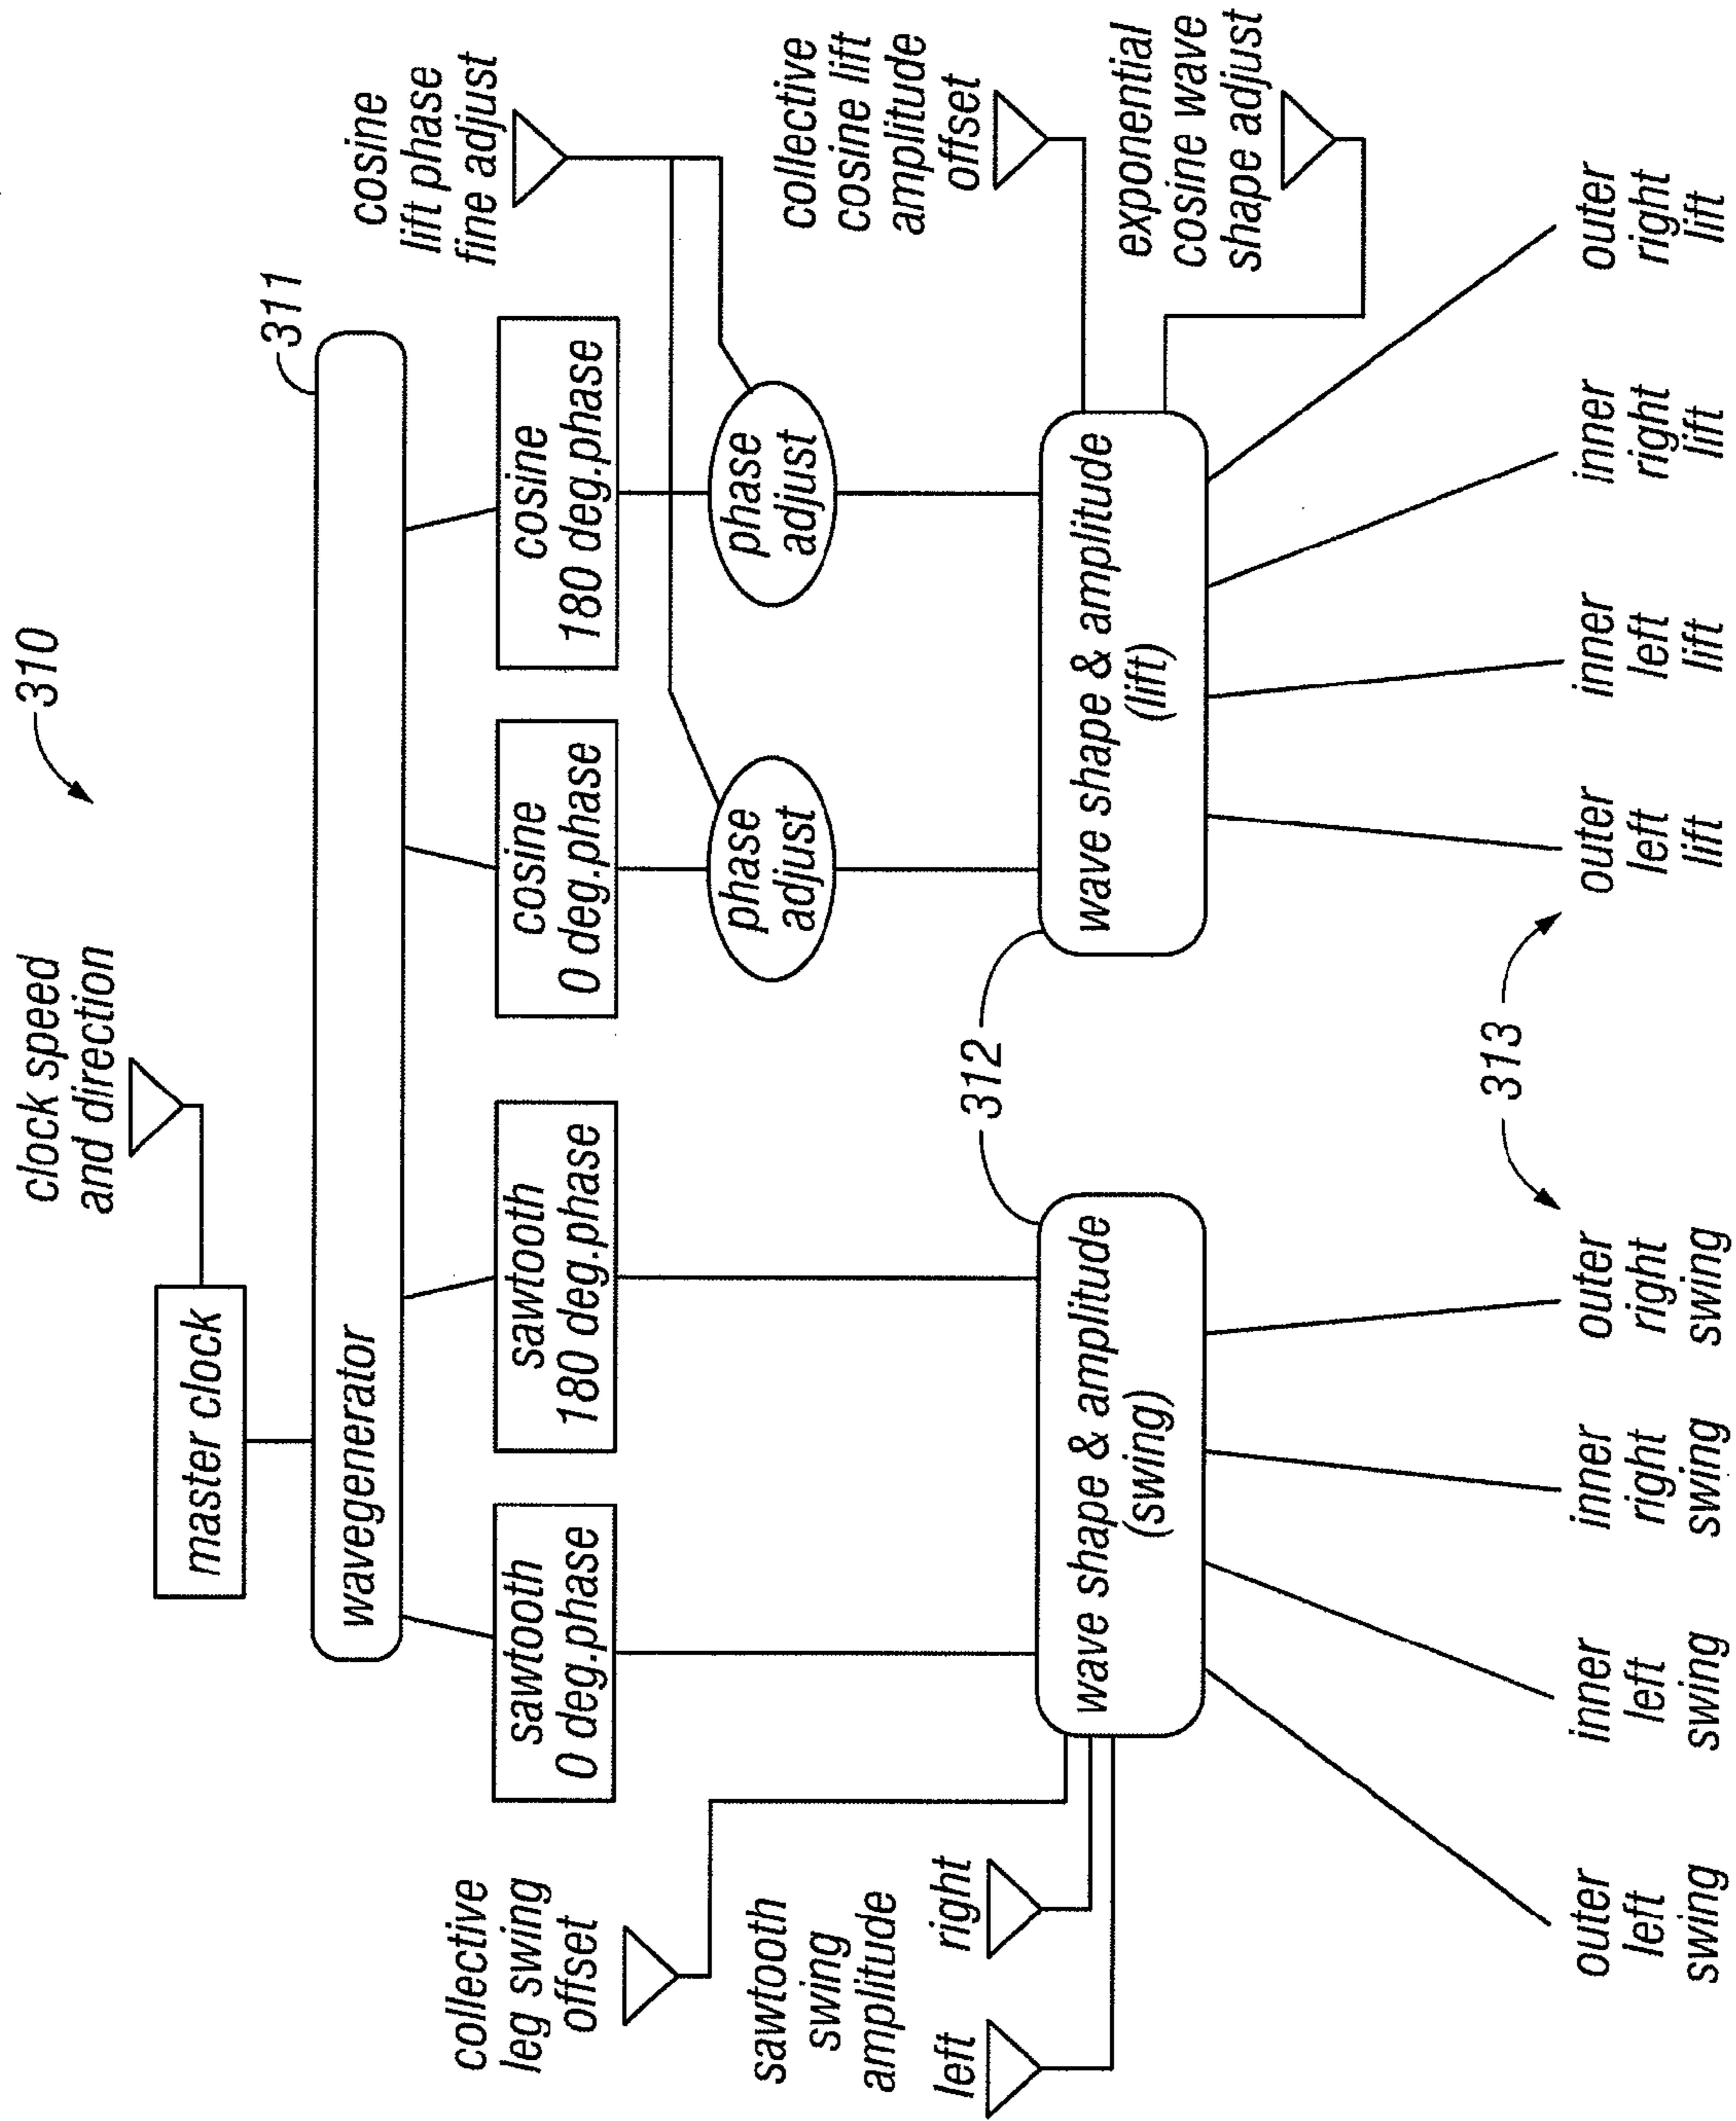 310
clock speed
and direction
master clock
311
wavegenerator
cosine
lift phase
fine adjust
sawtooth
0 deg.phase
sawtooth
180 deg.phase
cosine
0 deg.phase
cosine
180 deg.phase
collective
leg swing
offset
phase
adjust
phase
adjust
sawtooth
swing
amplitude
left
right
collective
cosine lift
amplitude
offset
312
wave shape & amplitude
(swing)
wave shape & amplitude
(lift)
exponential
cosine wave
shape adjust
313
outer
left
swing
inner
left
swing
inner
right
swing
outer
right
swing
outer
left
lift
inner
left
lift
inner
right
lift
outer
right
lift